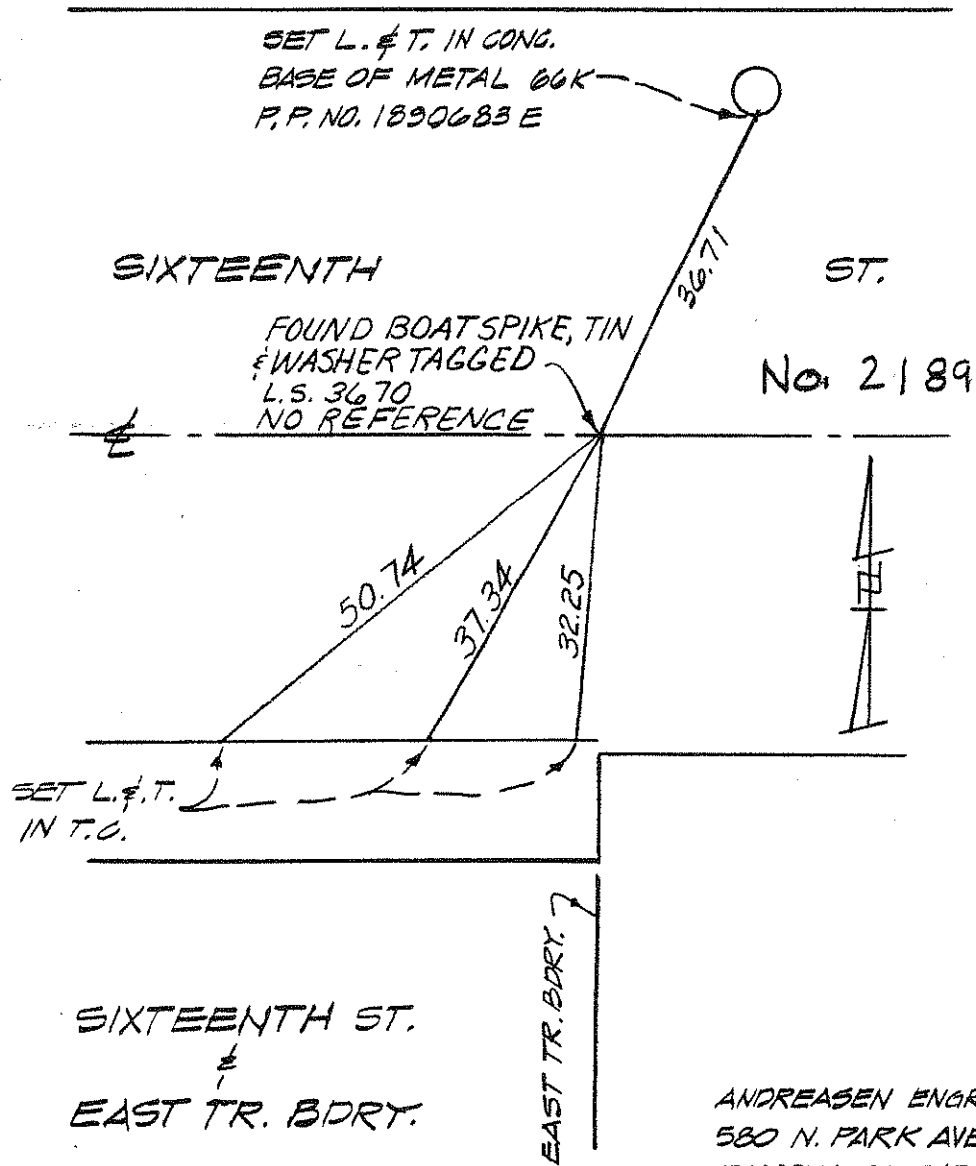 SET L. & T. IN CONC.
BASE OF METAL 66K
P.P. NO. 1890683 E
36.71
SIXTEENTH ST.
FOUND BOAT SPIKE, TIN
& WASHER TAGGED
L.S. 3670
NO REFERENCE
No. 2189
℄
50.74
37.34
32.25
N
SET L. & T.
IN T.C.
EAST TR. BDRY.
SIXTEENTH ST.
&
EAST TR. BDRY.
ANDREASEN ENGR
580 N. PARK AVE